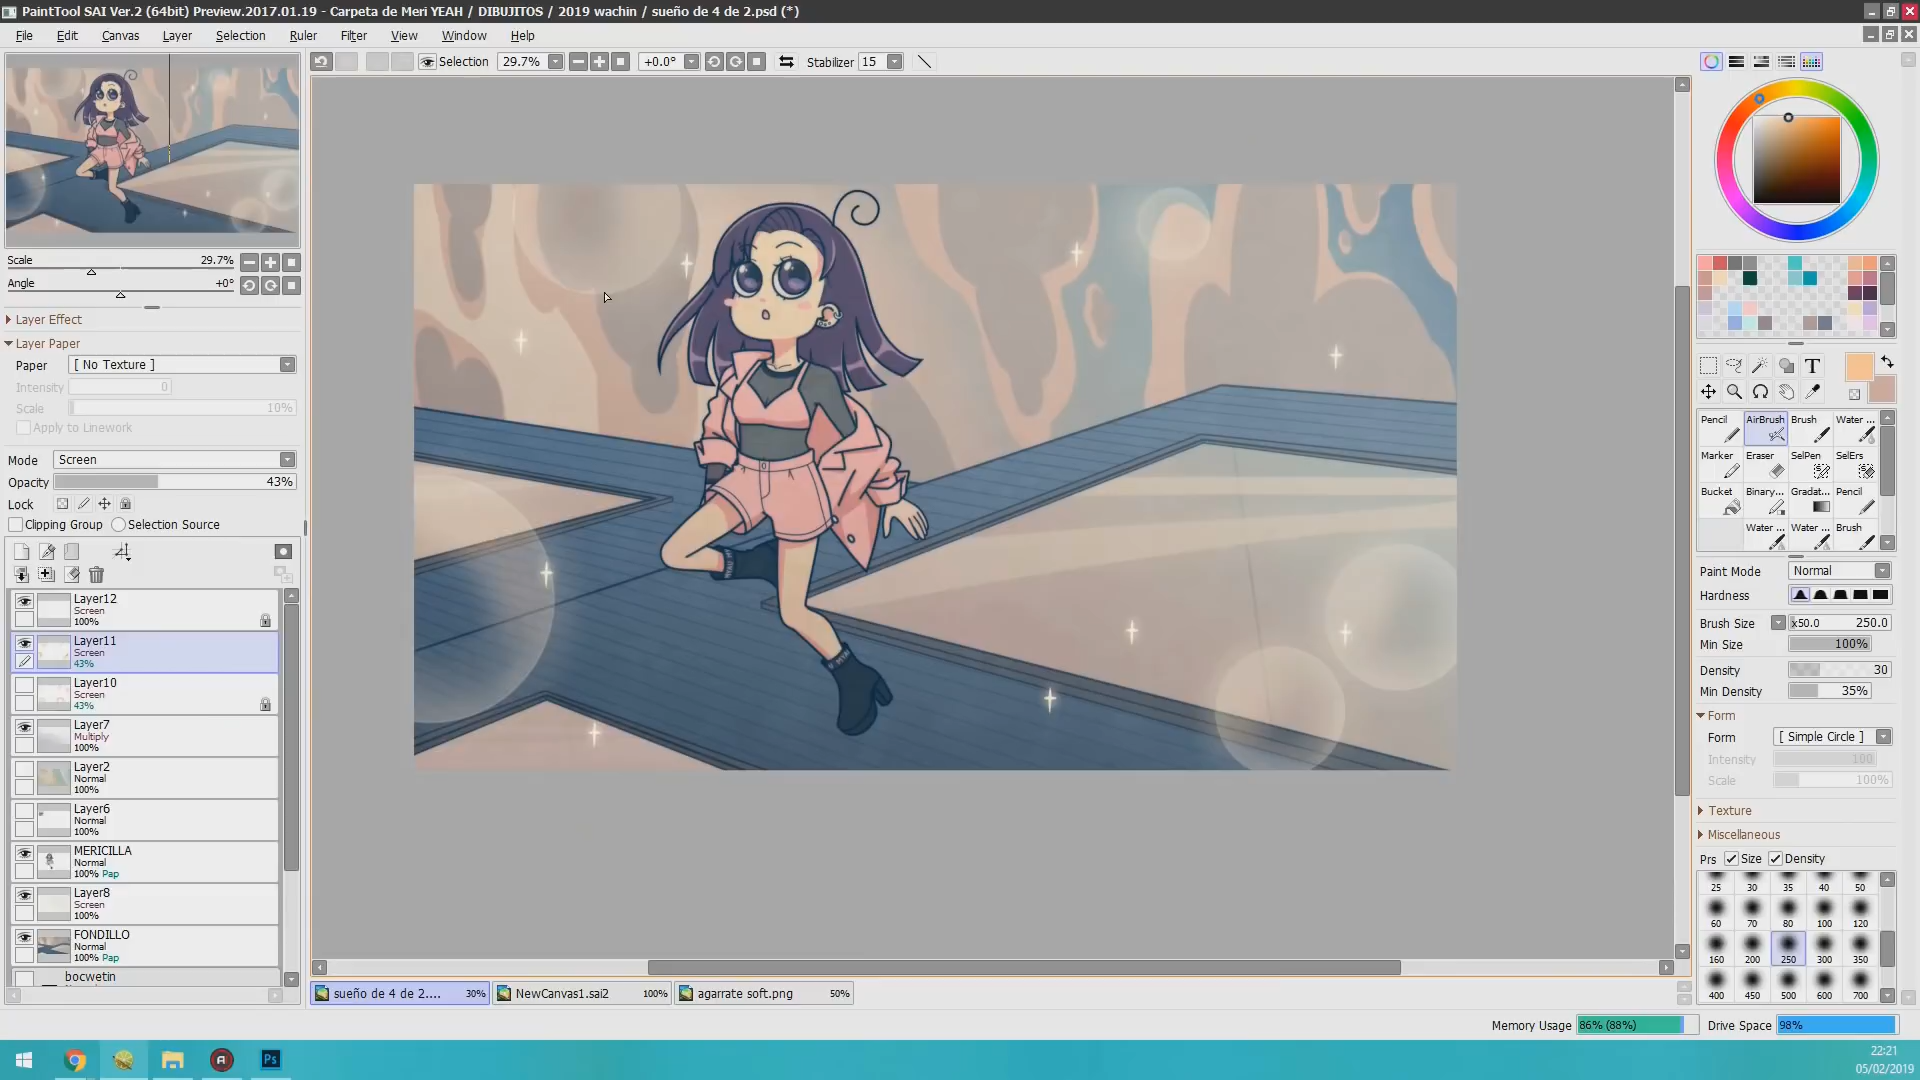 PaintTool SAI Ver.2 (64bit) Preview.2017.01.19 - Carpeta de Meri YEAH / DIBUJITOS / 2019 wachin / sueño de 4 de 2.psd (*)
File Edit Canvas Layer Selection Ruler Filter View Window Help
Selection 29.7% +0.0° Stabilizer 15
Scale 29.7%
Angle +0°
Layer Effect
Layer Paper
Paper [ No Texture ]
Intensity 0
Scale 10%
Apply to Linework
Mode Screen
Opacity 43%
Lock
Clipping Group Selection Source
Layer12
Screen
100%
Layer11
Screen
43%
Layer10
Screen
43%
Layer7
Multiply
100%
Layer2
Normal
100%
Layer6
Normal
100%
MERICILLA
Normal
100% Pap
Layer8
Screen
100%
FONDILLO
Normal
100% Pap
bocwetin
sueño de 4 de 2.... 30%
NewCanvas1.sai2 100%
agarrate soft.png 50%
T
Pencil AirBrush Brush Water ...
Marker Eraser SelPen SelErs
Bucket Binary... Gradat... Pencil
Water ... Water ... Brush
Paint Mode Normal
Hardness
Brush Size x50.0 250.0
Min Size 100%
Density 30
Min Density 35%
Form
Form [ Simple Circle ]
Intensity 100
Scale 100%
Texture
Miscellaneous
Prs Size Density
25 30 35 40 50
60 70 80 100 120
160 200 250 300 350
400 450 500 600 700
Memory Usage 86% (88%) Drive Space 98%
Ps
22:21
05/02/2019